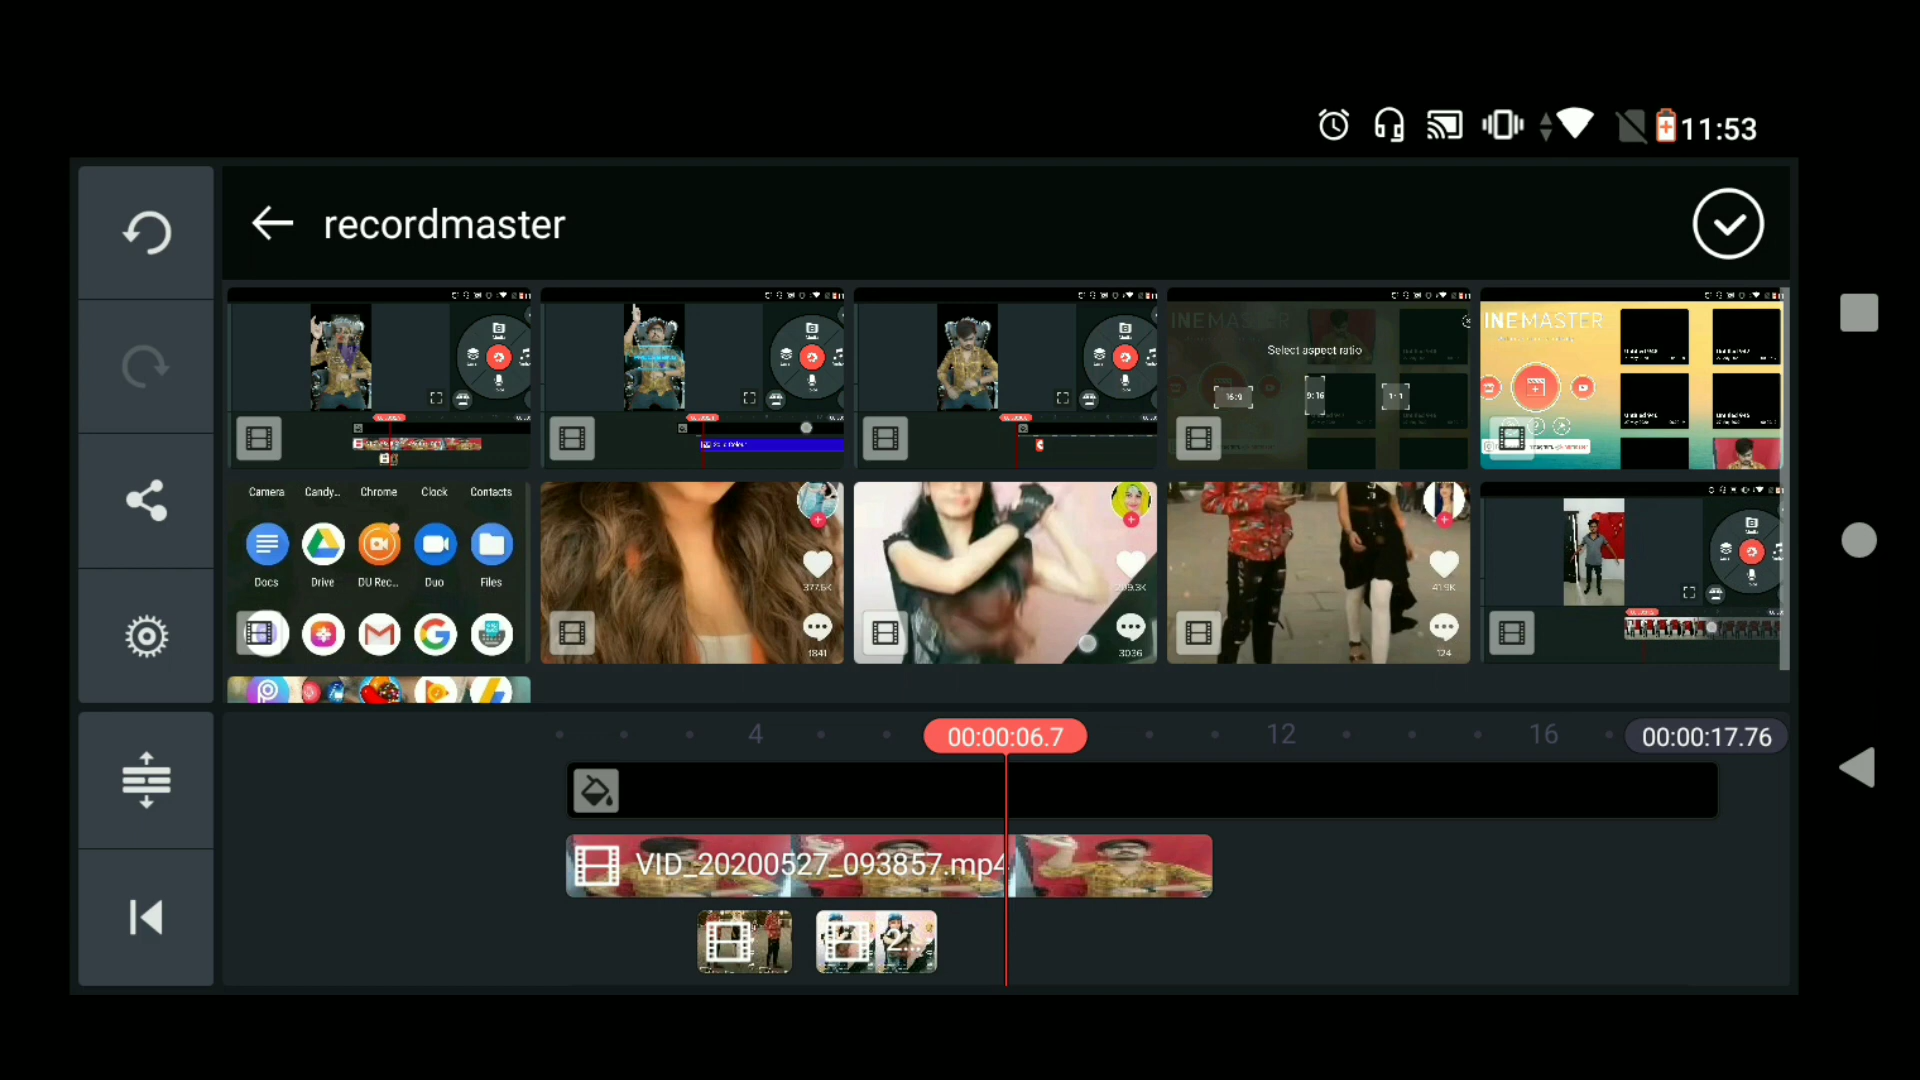 11:53
recordmaster
INEMASTER
Select aspect ratio
16:9
9:16
1:1
INEMASTER
Camera
Candy...
Chrome
Clock
Contacts
Docs
Drive
DU Rec...
Duo
Files
377.5K
1841
3036
41.9K
124
4
00:00:06.7
12
16
00:00:17.76
VID_20200527_093857.mp4
2...